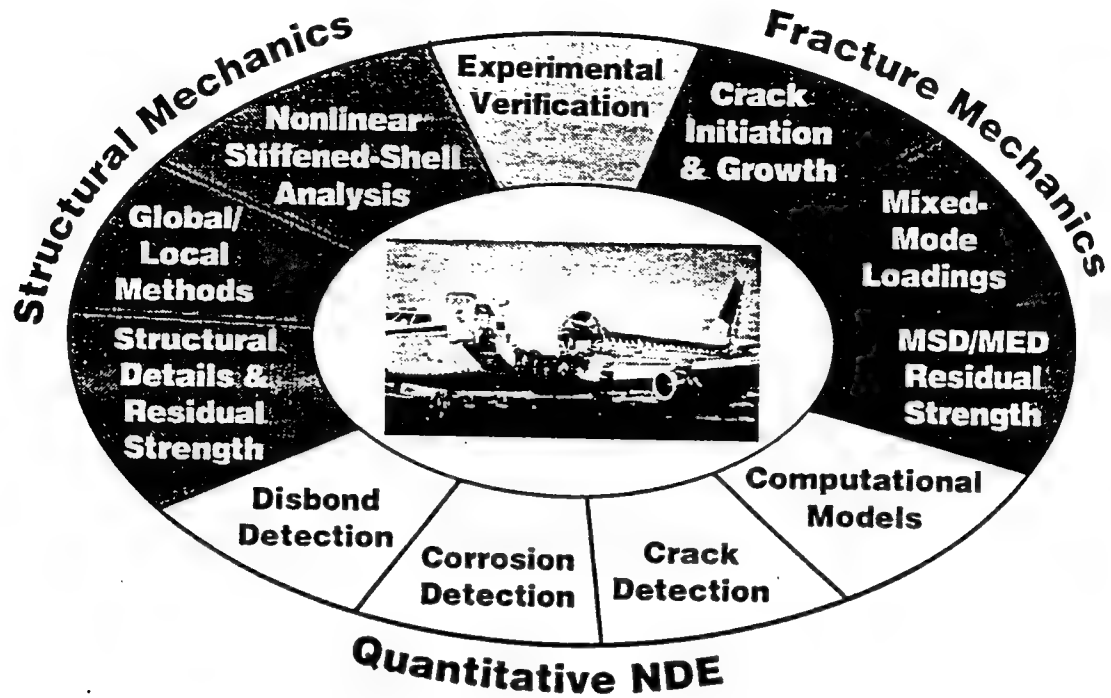 Structural Mechanics
Fracture Mechanics
Experimental
Verification
Crack
Initiation
& Growth
Nonlinear
Stiffened-Shell
Analysis
Mixed-
Mode
Loadings
Global/
Local
Methods
MSD/MED
Residual
Strength
Structural
Details &
Residual
Strength
Computational
Models
Disbond
Detection
Corrosion
Detection
Crack
Detection
Quantitative NDE